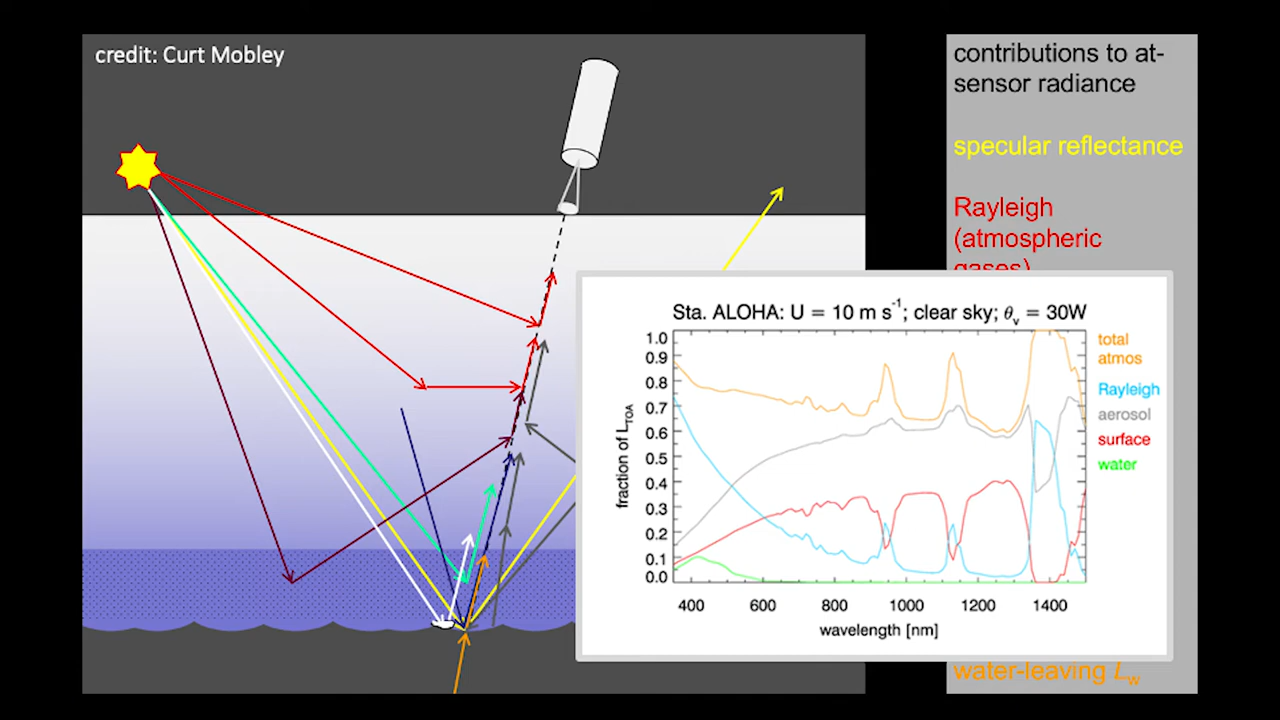 credit: Curt Mobley
contributions to at-
sensor radiance
specular reflectance
Rayleigh
(atmospheric
gases)
Sta. ALOHA: U = 10 m s⁻¹; clear sky; θᵥ = 30W
1.0
0.9
0.8
0.7
0.6
0.5
0.4
0.3
0.2
0.1
0.0
fraction of L_TOA
400 600 800 1000 1200 1400
wavelength [nm]
total
atmos
Rayleigh
aerosol
surface
water
water-leaving L_w